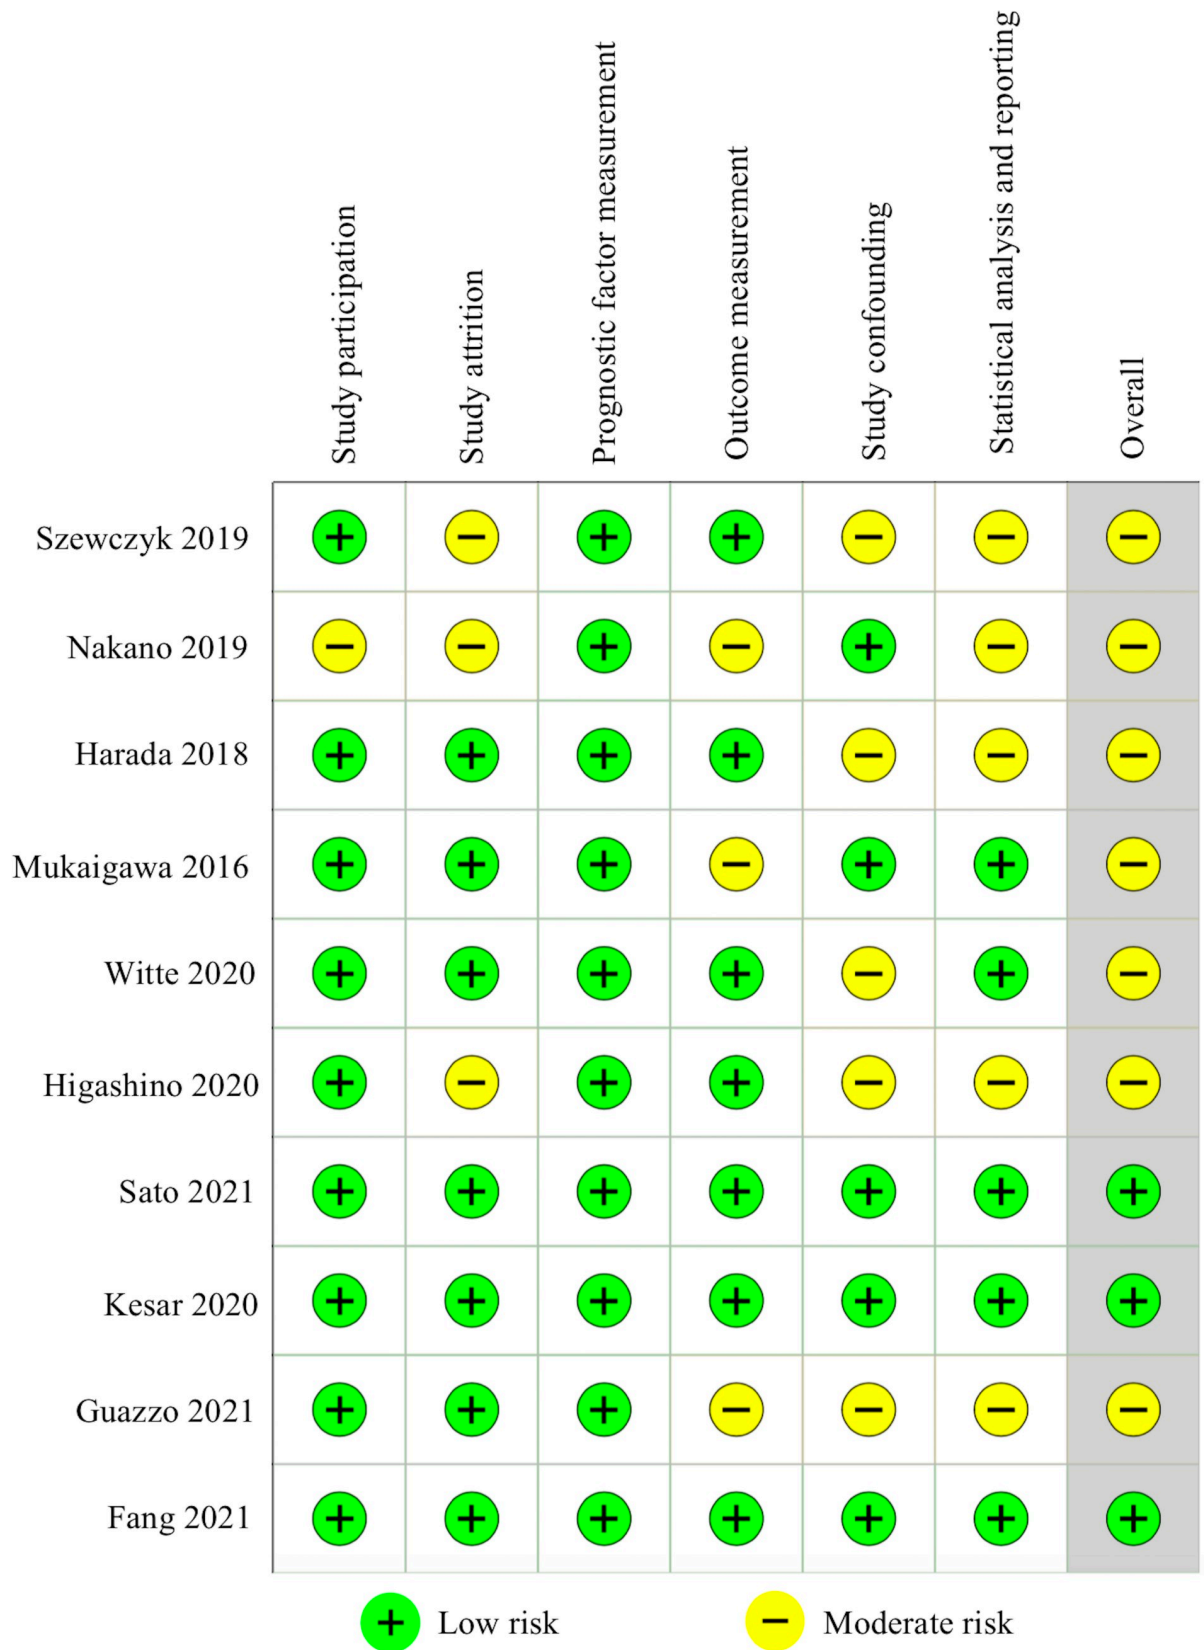 Study participation
Study attrition
Prognostic factor measurement
Outcome measurement
Study confounding
Statistical analysis and reporting
Overall
Szewczyk 2019 + − + + − − −
Nakano 2019 − − + − + − −
Harada 2018 + + + + − − −
Mukaigawa 2016 + + + − + + −
Witte 2020 + + + + − + −
Higashino 2020 + − + + − − −
Sato 2021 + + + + + + +
Kesar 2020 + + + + + + +
Guazzo 2021 + + + − − − −
Fang 2021 + + + + + + +
+ Low risk − Moderate risk